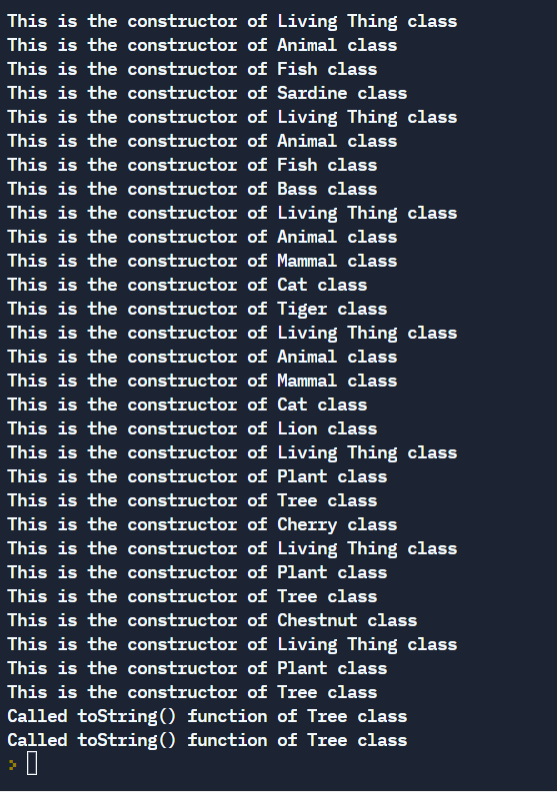 This is the constructor of Living Thing class
This is the constructor of Animal class
This is the constructor of Fish class
This is the constructor of Sardine class
This is the constructor of Living Thing class
This is the constructor of Animal class
This is the constructor of Fish class
This is the constructor of Bass class
This is the constructor of Living Thing class
This is the constructor of Animal class
This is the constructor of Mammal class
This is the constructor of Cat class
This is the constructor of Tiger class
This is the constructor of Living Thing class
This is the constructor of Animal class
This is the constructor of Mammal class
This is the constructor of Cat class
This is the constructor of Lion class
This is the constructor of Living Thing class
This is the constructor of Plant class
This is the constructor of Tree class
This is the constructor of Cherry class
This is the constructor of Living Thing class
This is the constructor of Plant class
This is the constructor of Tree class
This is the constructor of Chestnut class
This is the constructor of Living Thing class
This is the constructor of Plant class
This is the constructor of Tree class
Called toString() function of Tree class
Called toString() function of Tree class
>